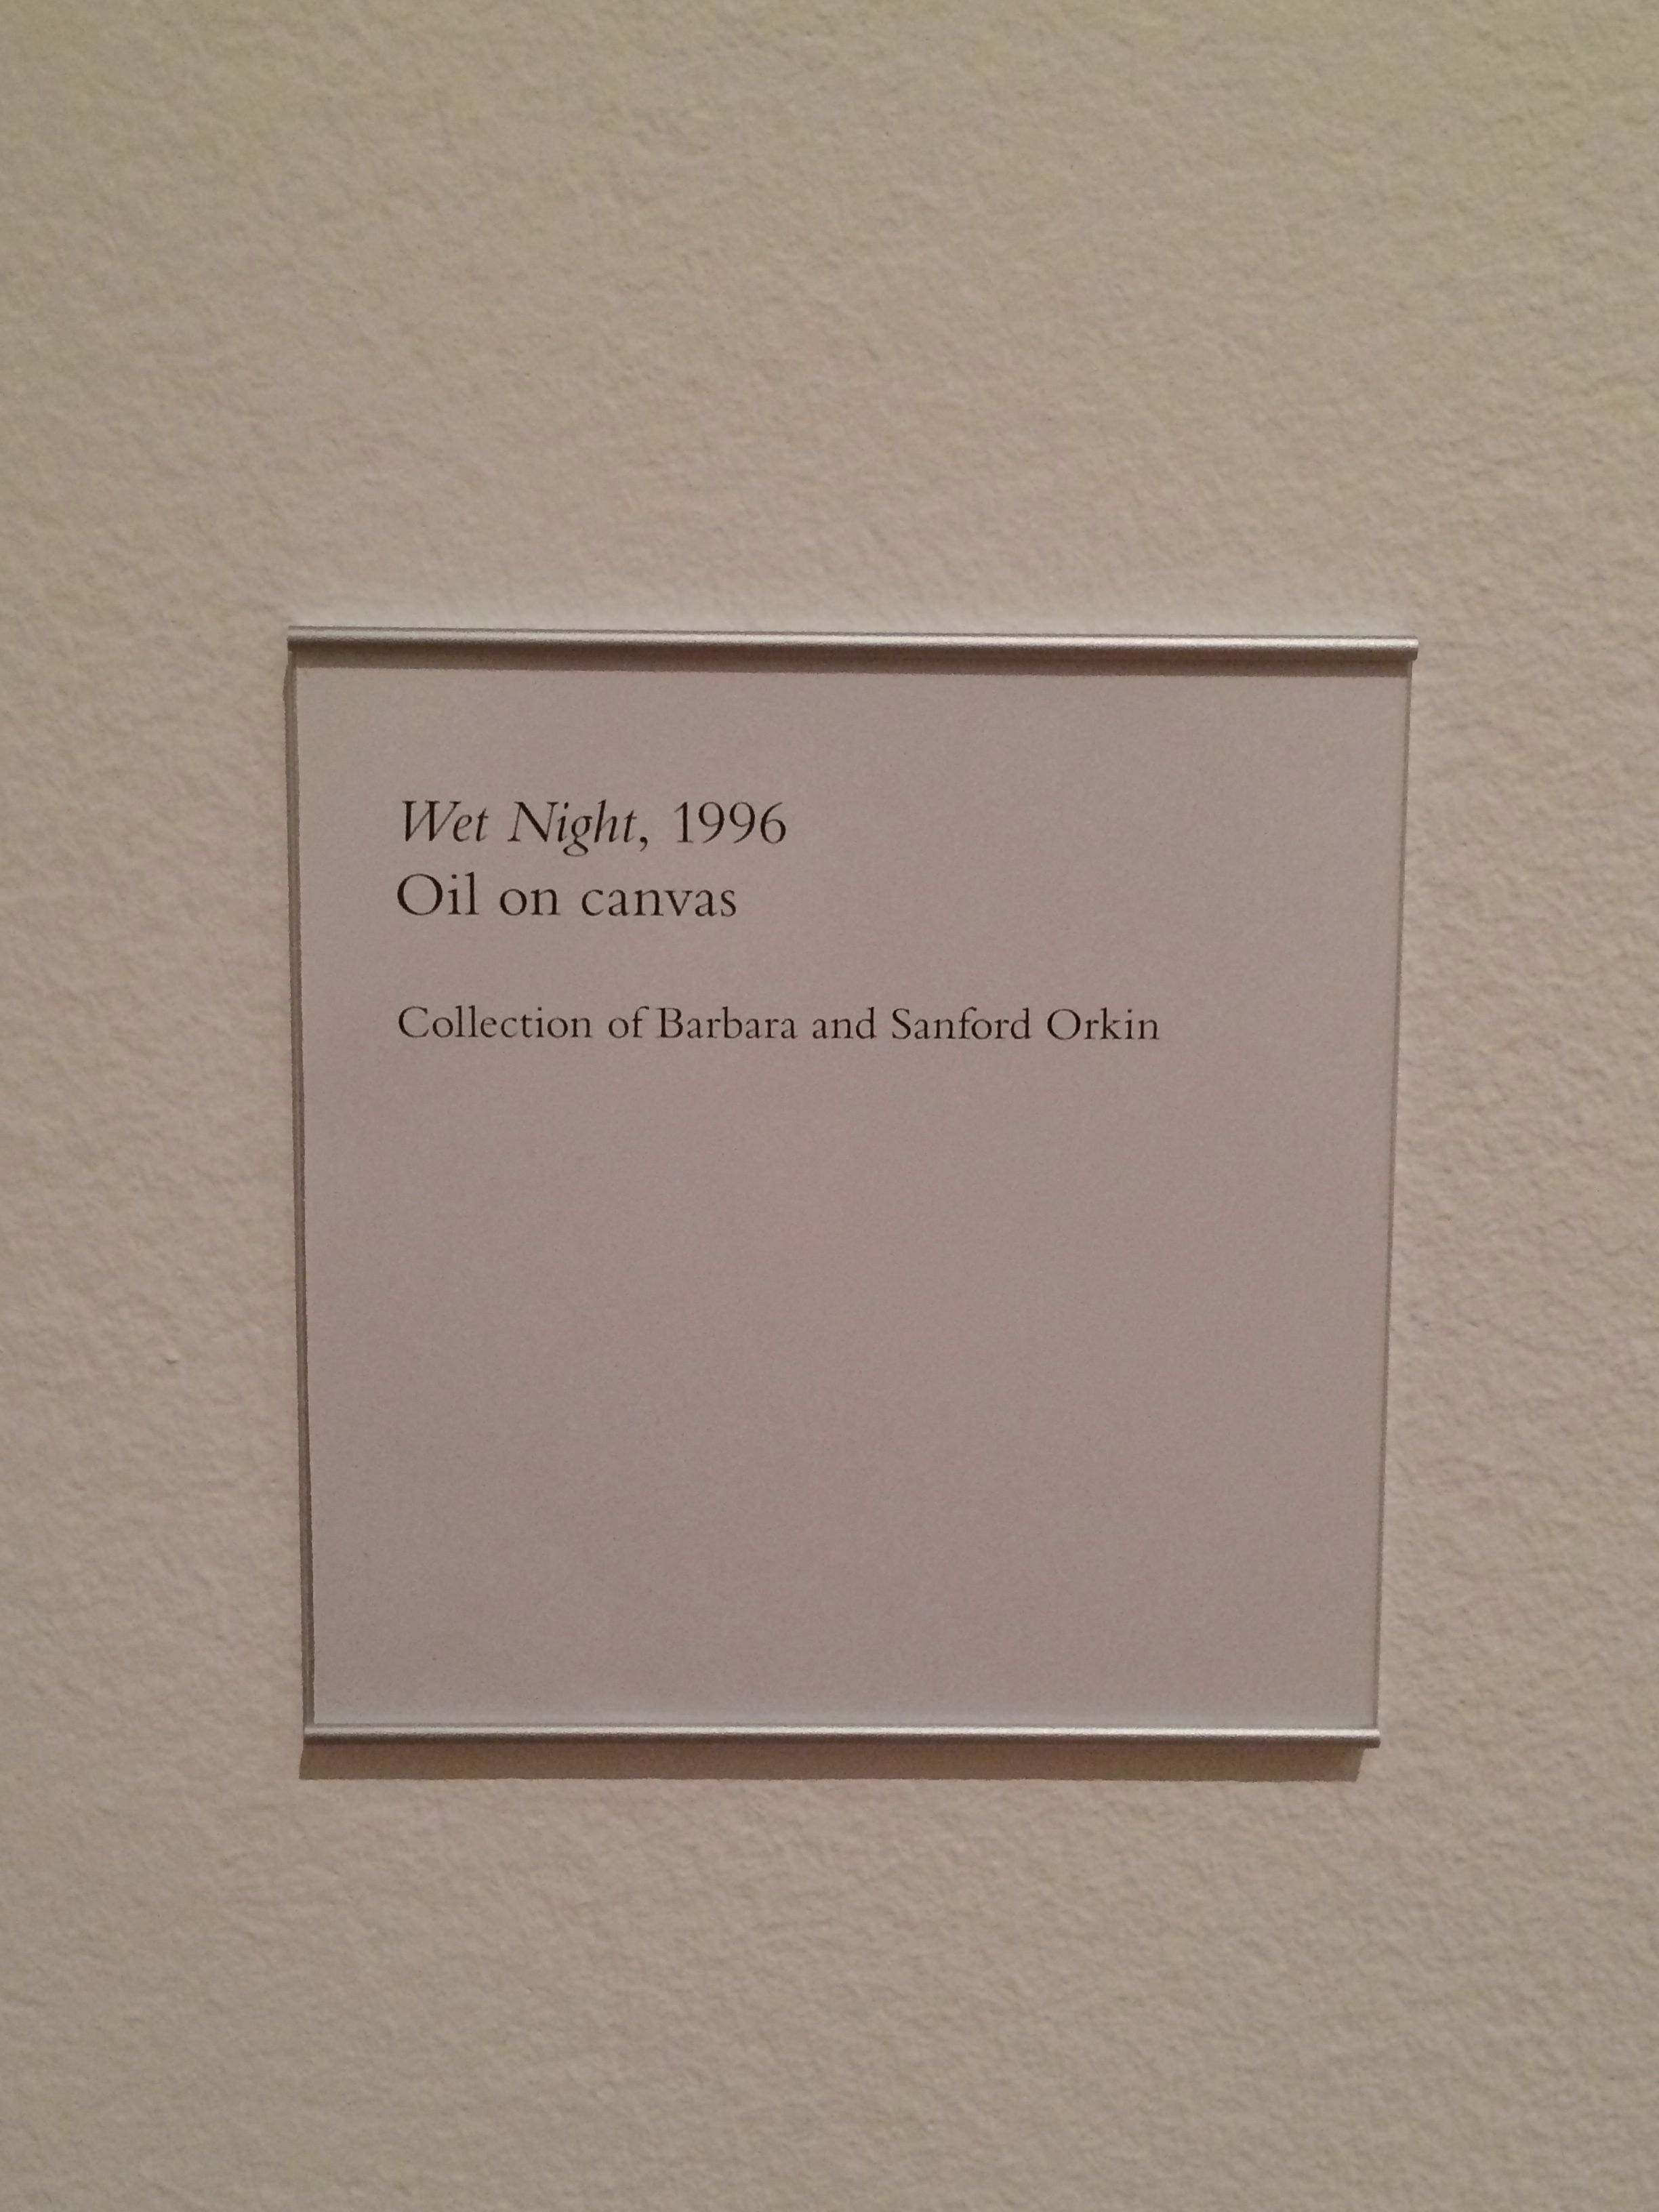 Wet Night, 1996
Oil on canvas
Collection of Barbara and Sanford Orkin